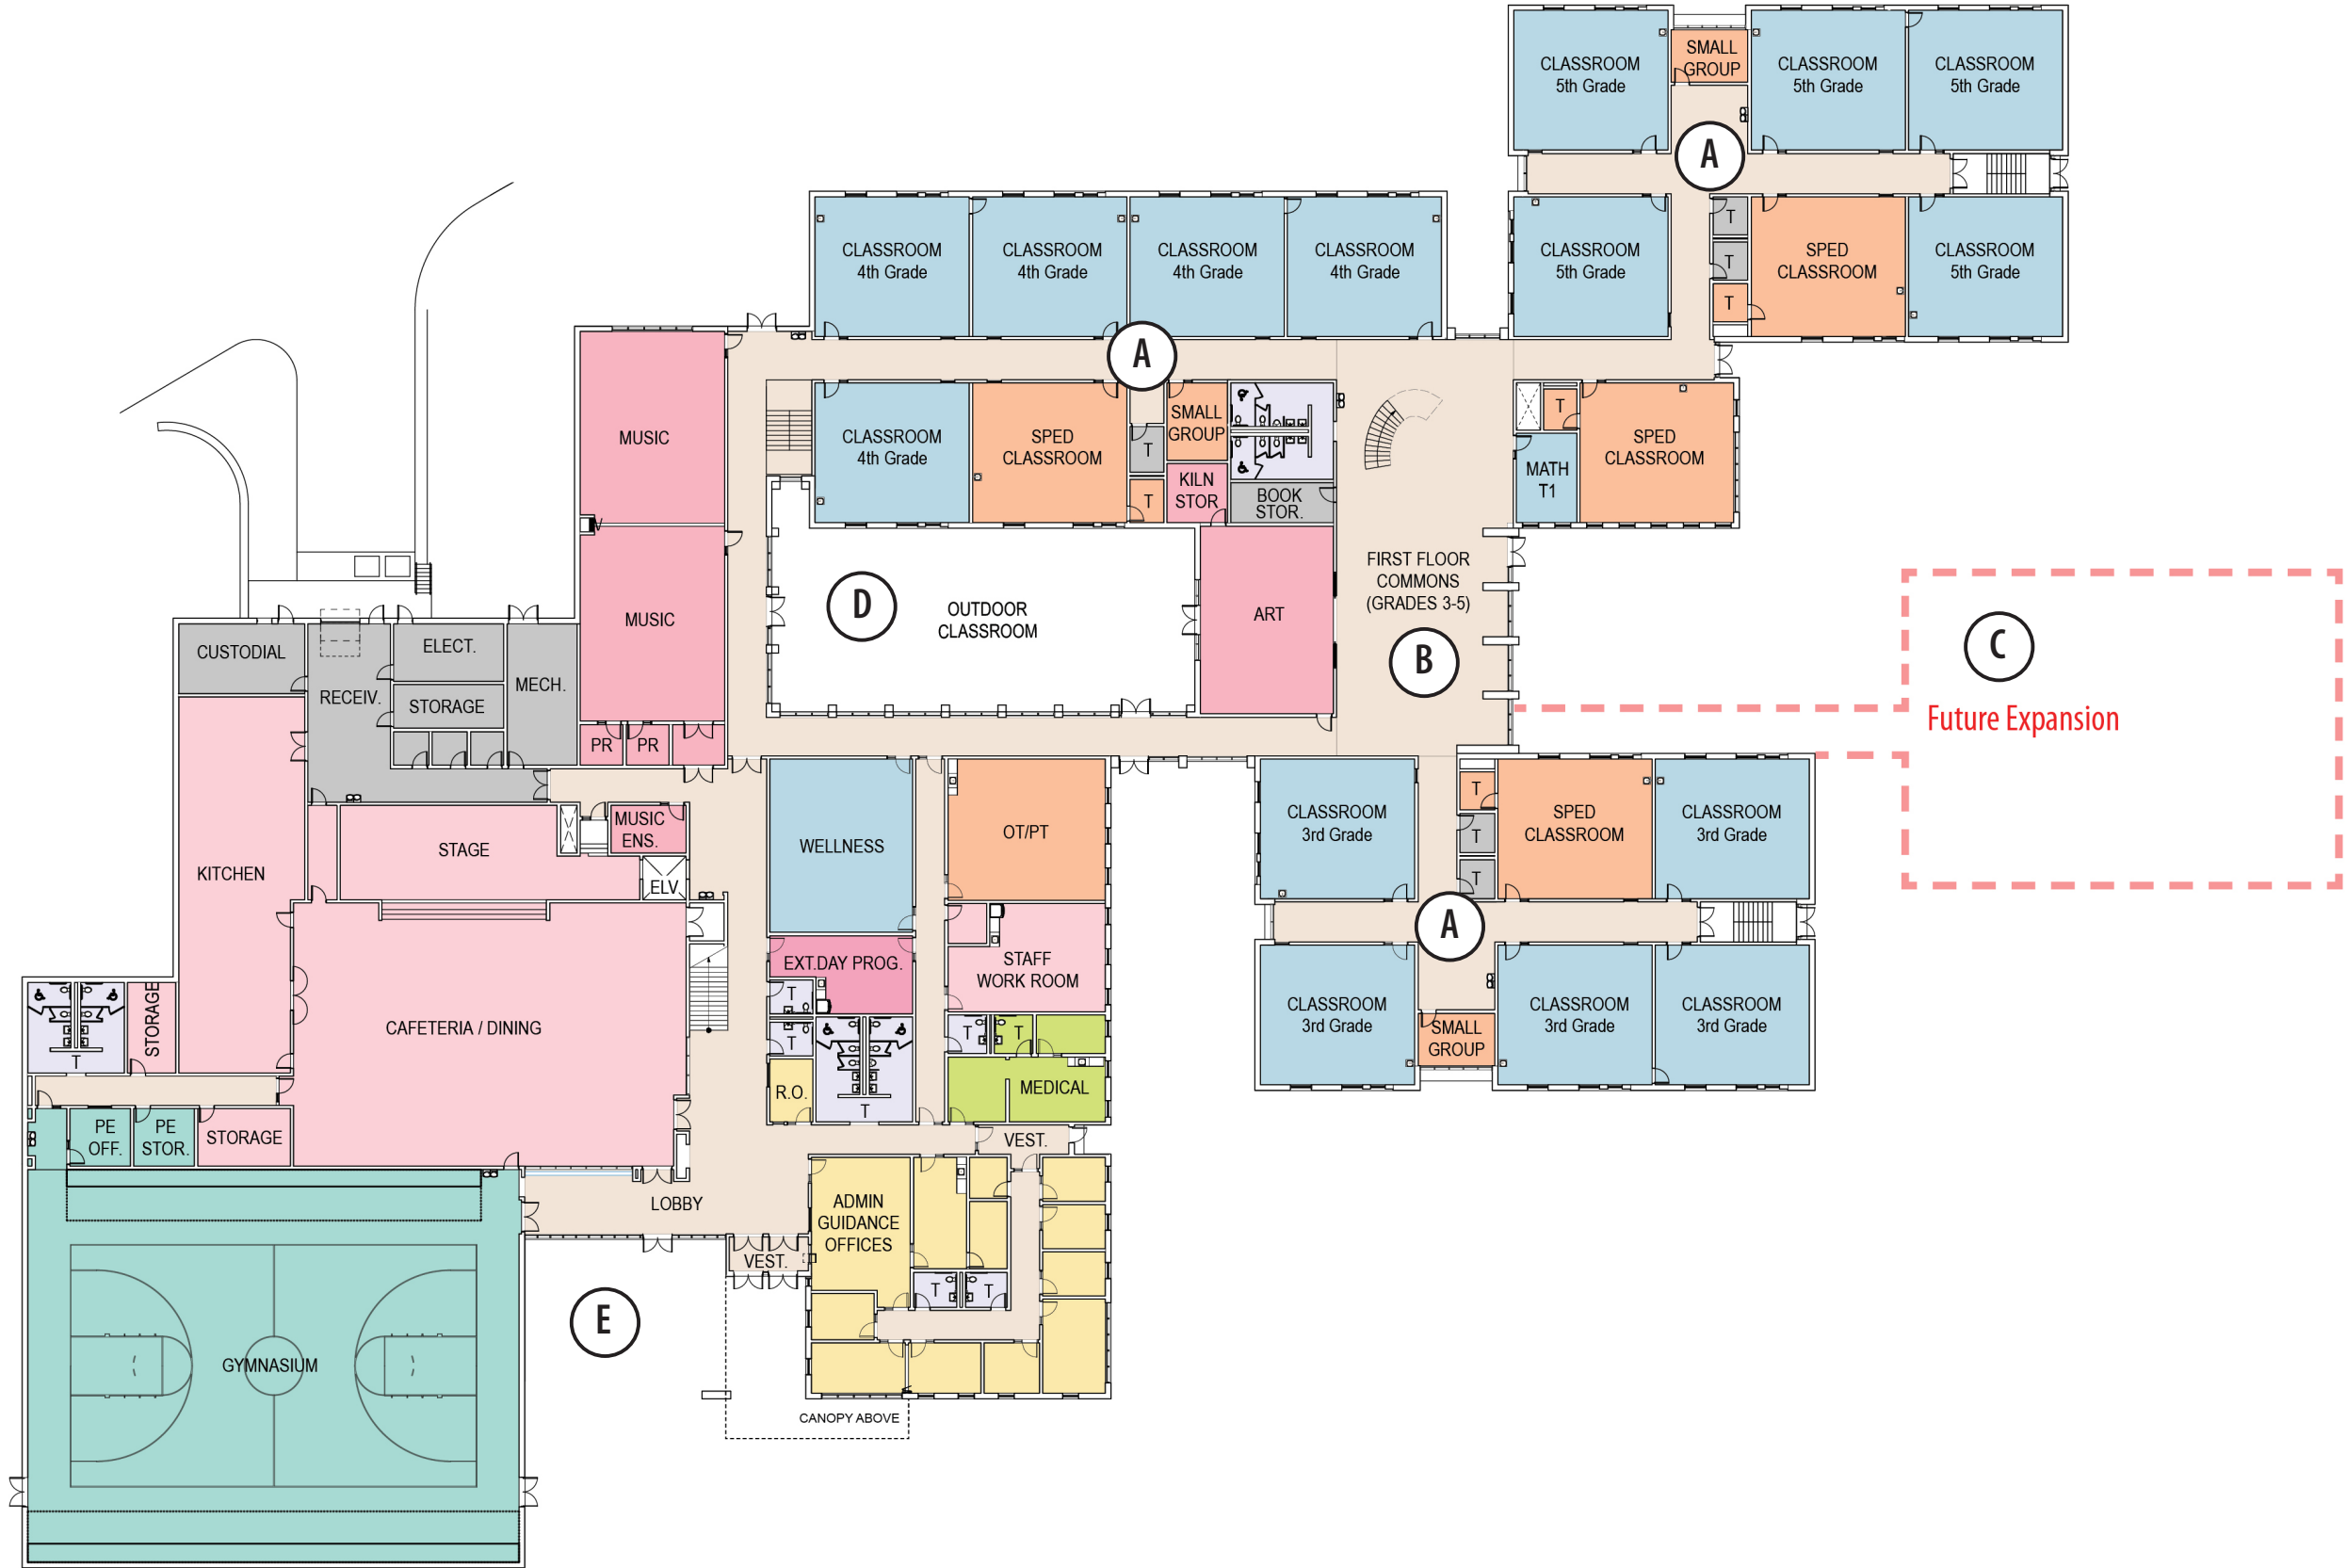 CLASSROOM
5th Grade
SMALL
GROUP
CLASSROOM
5th Grade
CLASSROOM
5th Grade
A
CLASSROOM
4th Grade
CLASSROOM
4th Grade
CLASSROOM
4th Grade
CLASSROOM
4th Grade
CLASSROOM
5th Grade
T
T
T
SPED
CLASSROOM
CLASSROOM
5th Grade
A
MUSIC
CLASSROOM
4th Grade
SPED
CLASSROOM
T
T
SMALL
GROUP
KILN
STOR
BOOK
STOR.
T
MATH
T1
SPED
CLASSROOM
MUSIC
D
OUTDOOR
CLASSROOM
ART
FIRST FLOOR
COMMONS
(GRADES 3-5)
B
C
Future Expansion
CUSTODIAL
RECEIV.
ELECT.
STORAGE
MECH.
PR
PR
KITCHEN
STAGE
MUSIC
ENS.
ELV
WELLNESS
OT/PT
CLASSROOM
3rd Grade
T
T
T
SPED
CLASSROOM
CLASSROOM
3rd Grade
A
EXT.DAY PROG.
STAFF
WORK ROOM
CLASSROOM
3rd Grade
SMALL
GROUP
CLASSROOM
3rd Grade
CLASSROOM
3rd Grade
T
STORAGE
CAFETERIA / DINING
T
T
R.O.
T
T
T
MEDICAL
PE
OFF.
PE
STOR.
STORAGE
VEST.
LOBBY
VEST.
ADMIN
GUIDANCE
OFFICES
T
T
E
GYMNASIUM
CANOPY ABOVE